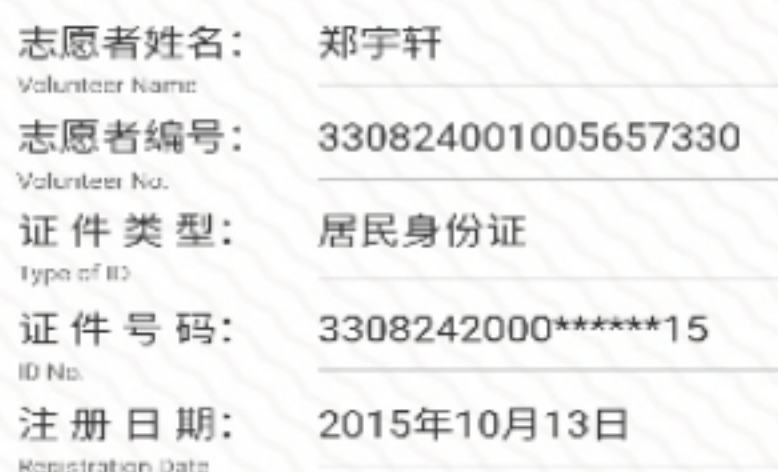 志愿者姓名： 郑宇轩
Volunteer Name
志愿者编号： 330824001005657330
Volunteer No.
证件类型： 居民身份证
Type of ID
证件号码： 3308242000******15
ID No.
注册日期： 2015年10月13日
Registration Date